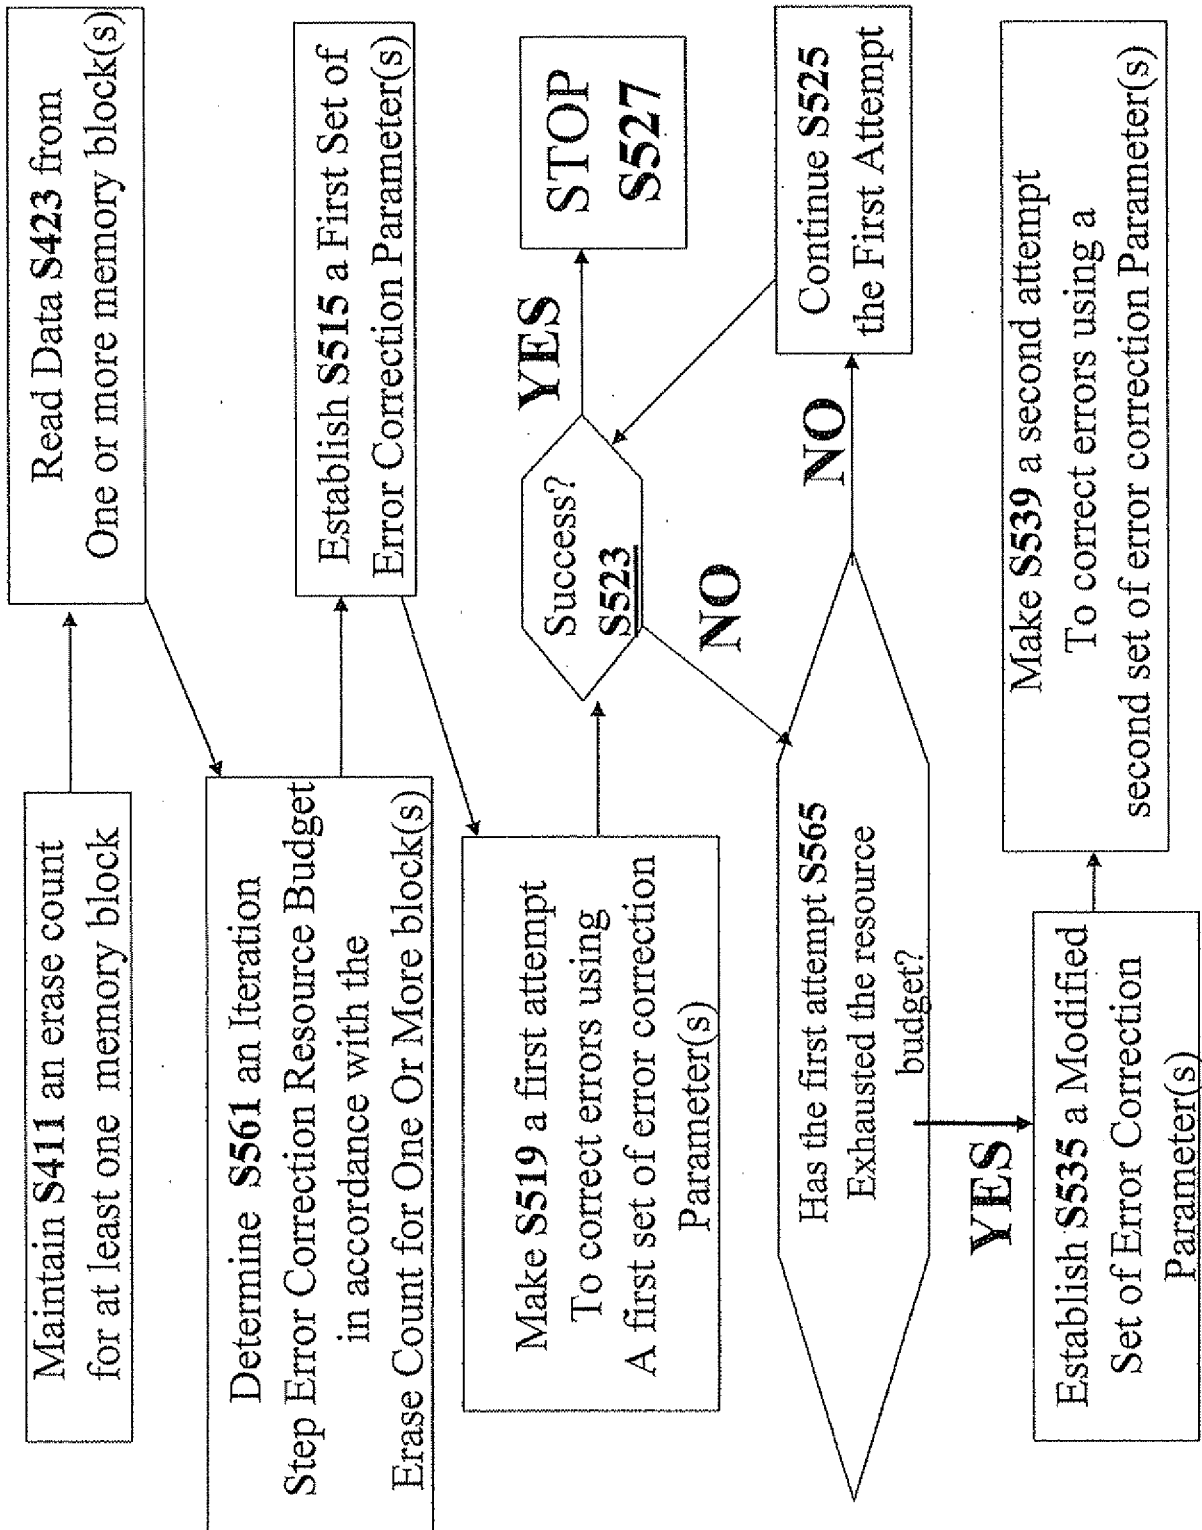 Maintain S411 an erase count
for at least one memory block
Read Data S423 from
One or more memory block(s)
Determine S561 an Iteration
Step Error Correction Resource Budget
in accordance with the
Erase Count for One Or More block(s)
Establish S515 a First Set of
Error Correction Parameter(s)
Make S519 a first attempt
To correct errors using
A first set of error correction
Parameter(s)
Success?
S523
YES
STOP
S527
NO
Has the first attempt S565
Exhausted the resource
budget?
NO
Continue S525
the First Attempt
YES
Establish S535 a Modified
Set of Error Correction
Parameter(s)
Make S539 a second attempt
To correct errors using a
second set of error correction Parameter(s)